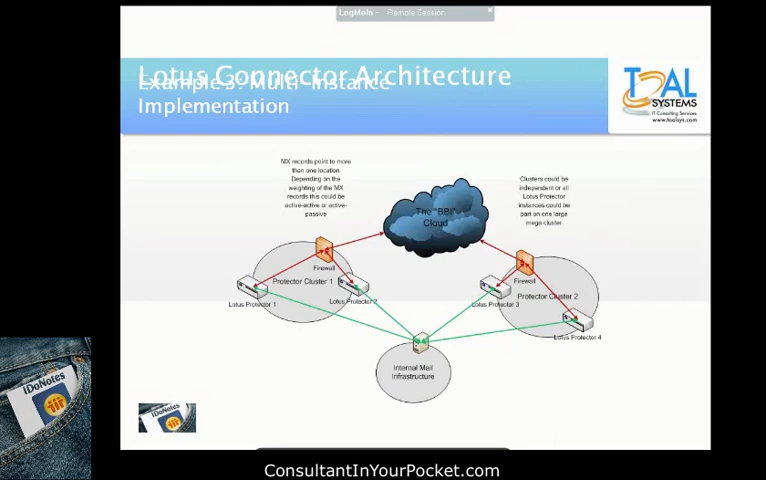 LogMeIn - Remote Session
Lotus Connector Architecture
Example 3: Multi-Instance
Implementation
TOAL
SYSTEMS
IT Consulting Services
www.toalsys.com
MX records point to more
than one location
Depending on the
weighting of the MX
records this could be
active-active or active-
passive
The "BBI"
Cloud
Clusters could be
independent or all
Lotus Protector
instances could be
part on one large
mega cluster
Firewall
Protector Cluster 1
Lotus Protector 1
Lotus Protector 2
Firewall
Protector Cluster 2
Lotus Protector 3
Lotus Protector 4
Internal Mail
Infrastructure
iDoNotes
iDoNotes
ConsultantInYourPocket.com